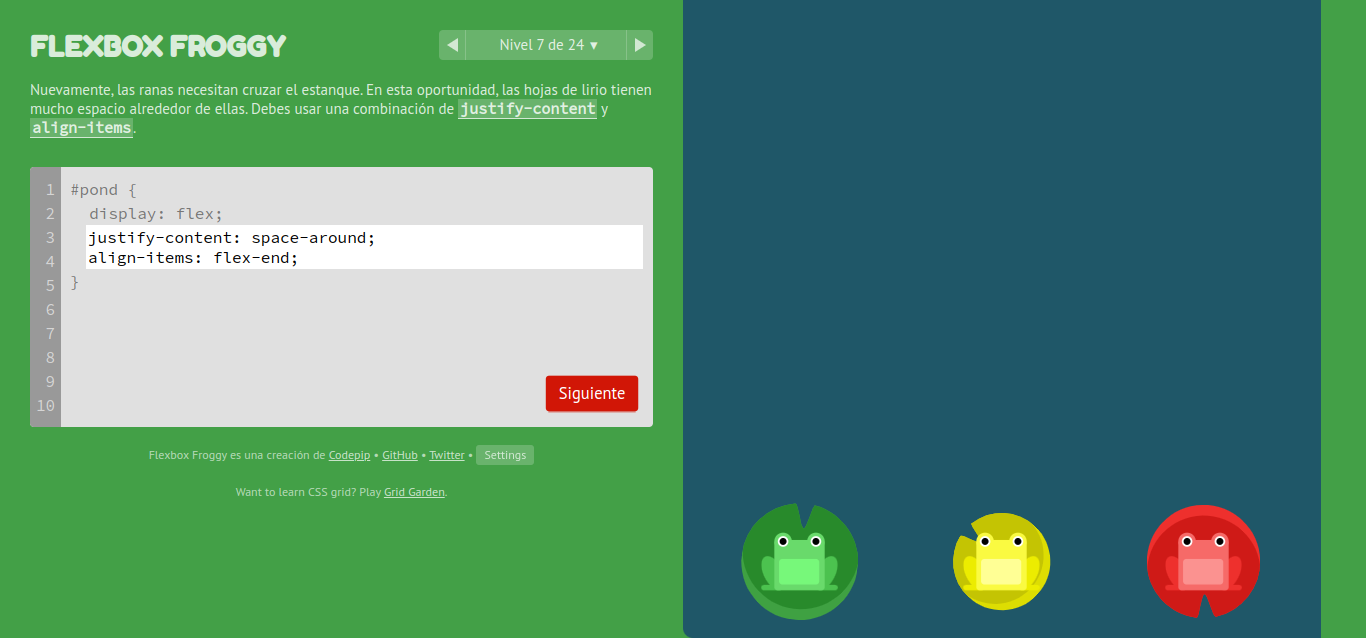 FLEXBOX FROGGY
Nivel 7 de 24 ▾
Nuevamente, las ranas necesitan cruzar el estanque. En esta oportunidad, las hojas de lirio tienen
mucho espacio alrededor de ellas. Debes usar una combinación de justify-content y
align-items.
1 #pond {
2 display: flex;
3 justify-content: space-around;
4 align-items: flex-end;
5 }
6
7
8
9
10
Siguiente
Flexbox Froggy es una creación de Codepip • GitHub • Twitter • Settings
Want to learn CSS grid? Play Grid Garden.